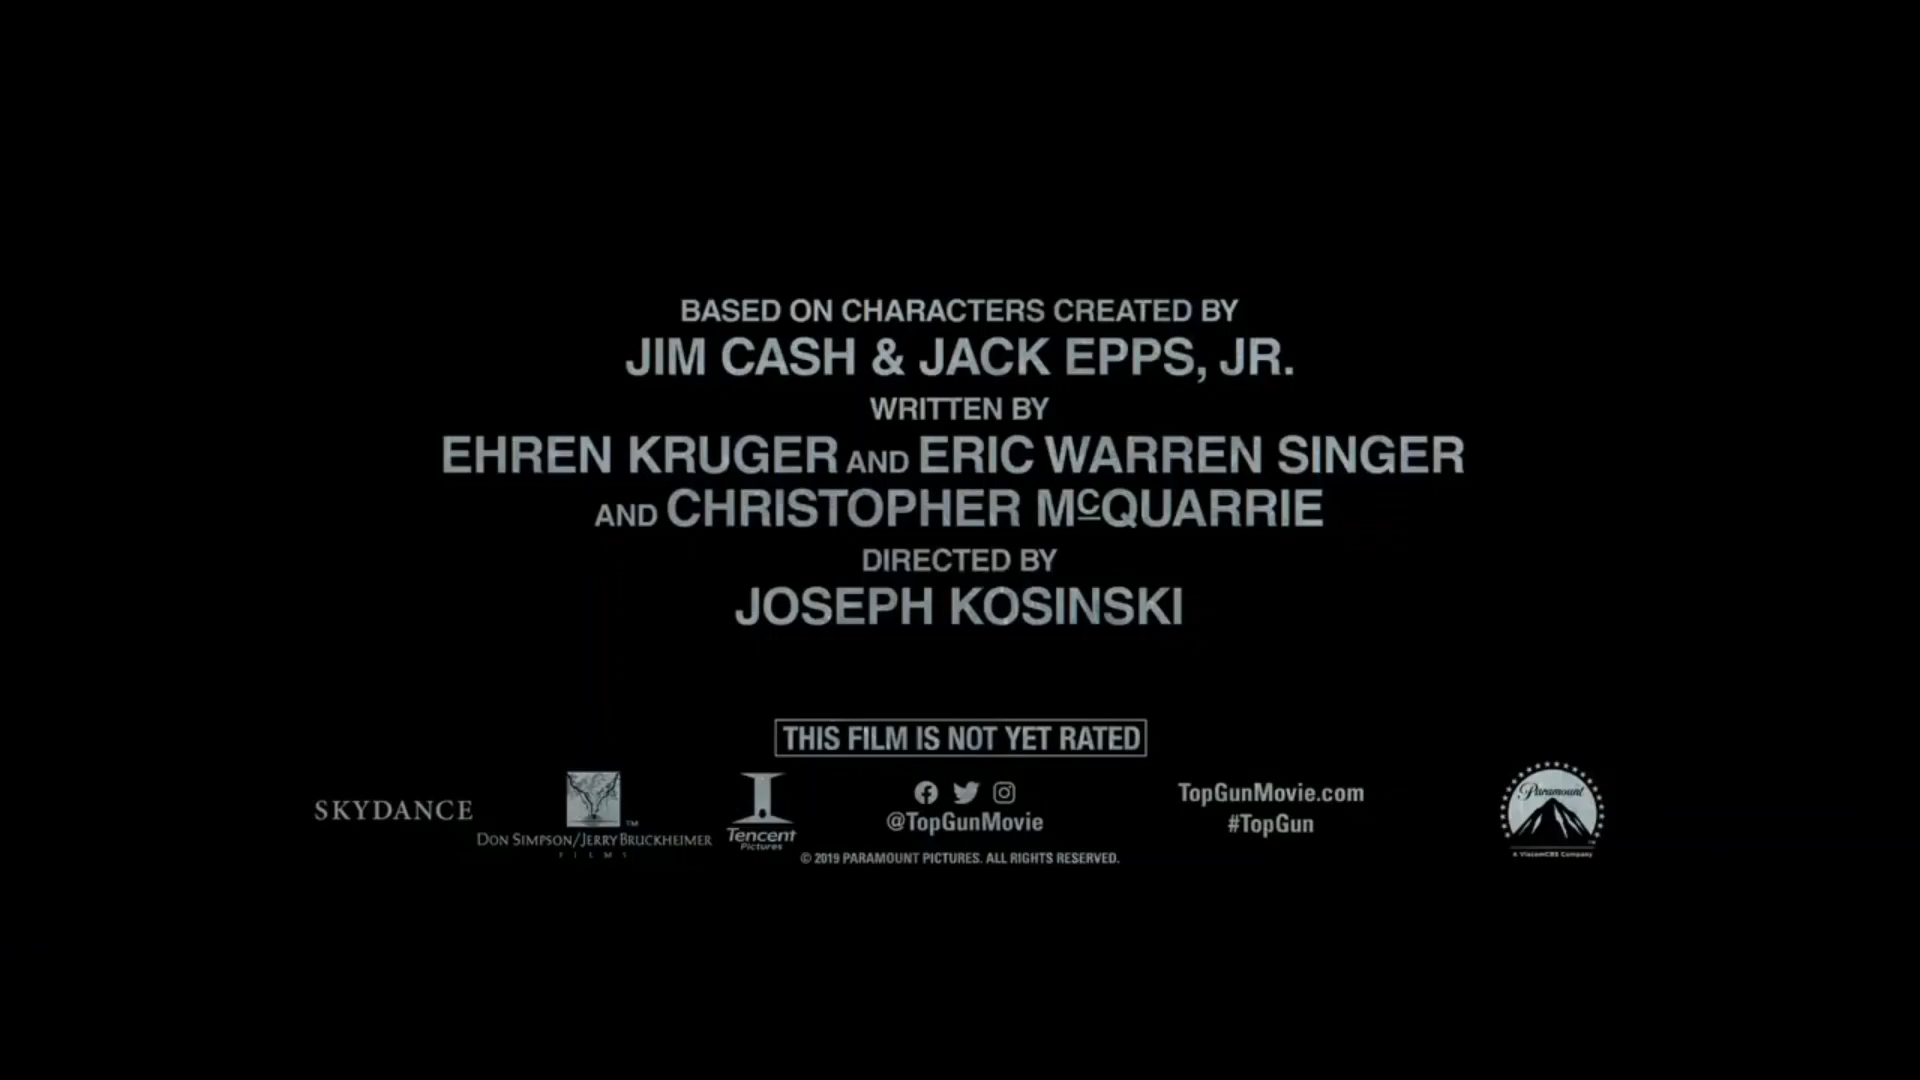 BASED ON CHARACTERS CREATED BY
JIM CASH & JACK EPPS, JR.
WRITTEN BY
EHREN KRUGER AND ERIC WARREN SINGER
AND CHRISTOPHER McQUARRIE
DIRECTED BY
JOSEPH KOSINSKI
THIS FILM IS NOT YET RATED
SKYDANCE
DON SIMPSON/JERRY BRUCKHEIMER
FILMS
Tencent
Pictures
@TopGunMovie
© 2019 PARAMOUNT PICTURES. ALL RIGHTS RESERVED.
TopGunMovie.com
#TopGun
Paramount
A ViacomCBS Company